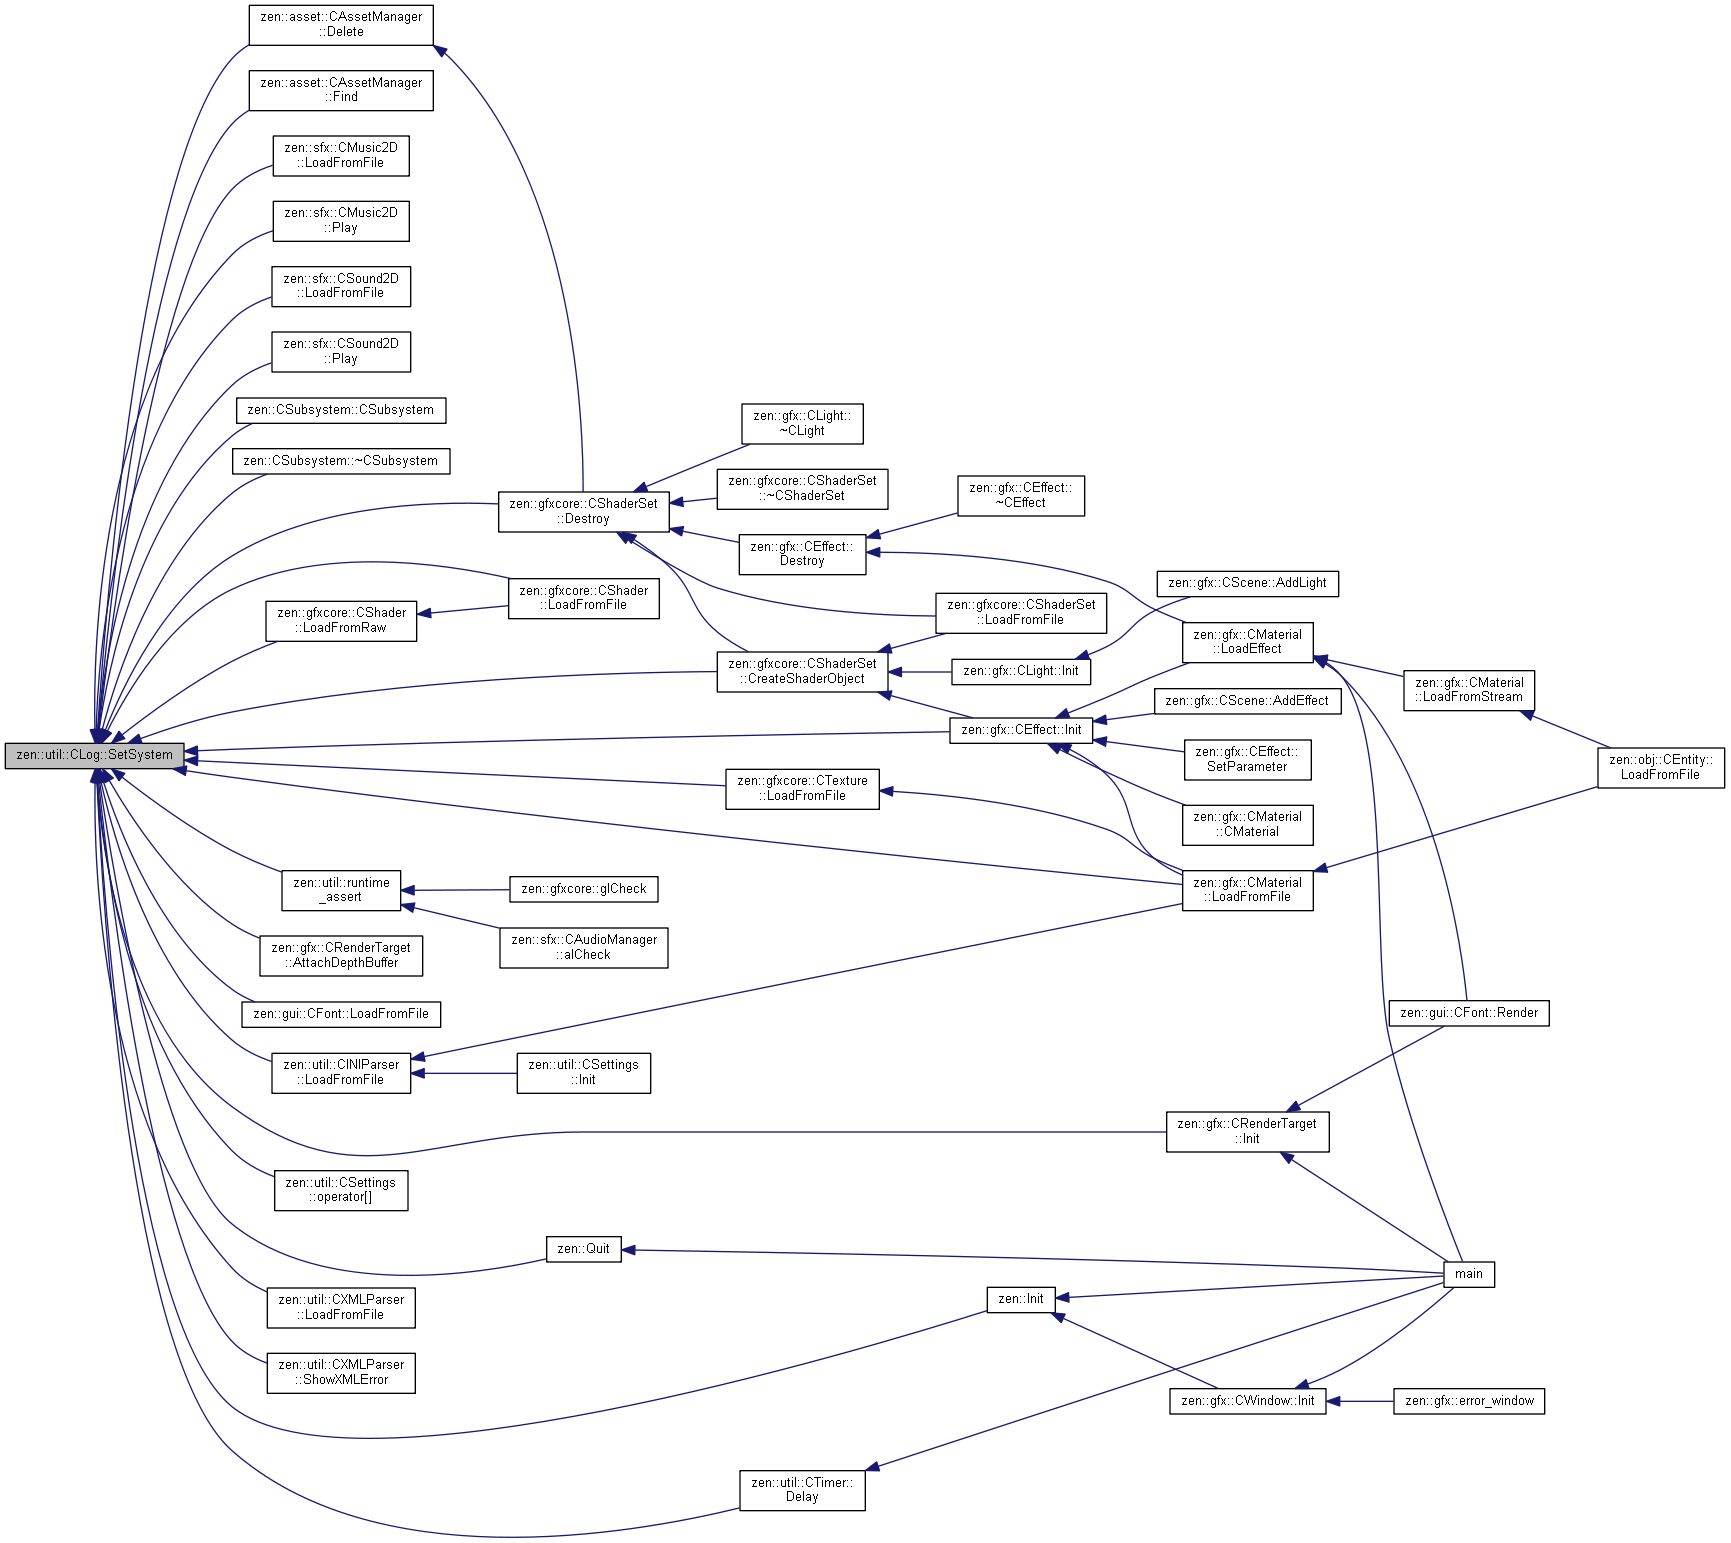 zen::asset::CAssetManager
::Delete
zen::asset::CAssetManager
::Find
zen::sfx::CMusic2D
::LoadFromFile
zen::sfx::CMusic2D
::Play
zen::sfx::CSound2D
::LoadFromFile
zen::sfx::CSound2D
::Play
zen::CSubsystem::CSubsystem
zen::CSubsystem::~CSubsystem
zen::gfxcore::CShaderSet
::Destroy
zen::gfx::CLight::
~CLight
zen::gfxcore::CShaderSet
::~CShaderSet
zen::gfx::CEffect::
Destroy
zen::gfx::CEffect::
~CEffect
zen::gfxcore::CShader
::LoadFromRaw
zen::gfxcore::CShader
::LoadFromFile
zen::gfxcore::CShaderSet
::CreateShaderObject
zen::gfxcore::CShaderSet
::LoadFromFile
zen::gfx::CLight::Init
zen::gfx::CEffect::Init
zen::gfx::CScene::AddLight
zen::gfx::CMaterial
::LoadEffect
zen::gfx::CScene::AddEffect
zen::gfx::CEffect::
SetParameter
zen::gfx::CMaterial
::CMaterial
zen::gfx::CMaterial
::LoadFromStream
zen::obj::CEntity::
LoadFromFile
zen::util::CLog::SetSystem
zen::gfxcore::CTexture
::LoadFromFile
zen::gfx::CMaterial
::LoadFromFile
zen::util::runtime
_assert
zen::gfxcore::glCheck
zen::sfx::CAudioManager
::alCheck
zen::gfx::CRenderTarget
::AttachDepthBuffer
zen::gui::CFont::LoadFromFile
zen::gui::CFont::Render
zen::util::CINIParser
::LoadFromFile
zen::util::CSettings
::Init
zen::gfx::CRenderTarget
::Init
zen::util::CSettings
::operator[]
zen::Quit
main
zen::util::CXMLParser
::LoadFromFile
zen::Init
zen::util::CXMLParser
::ShowXMLError
zen::gfx::CWindow::Init
zen::gfx::error_window
zen::util::CTimer::
Delay